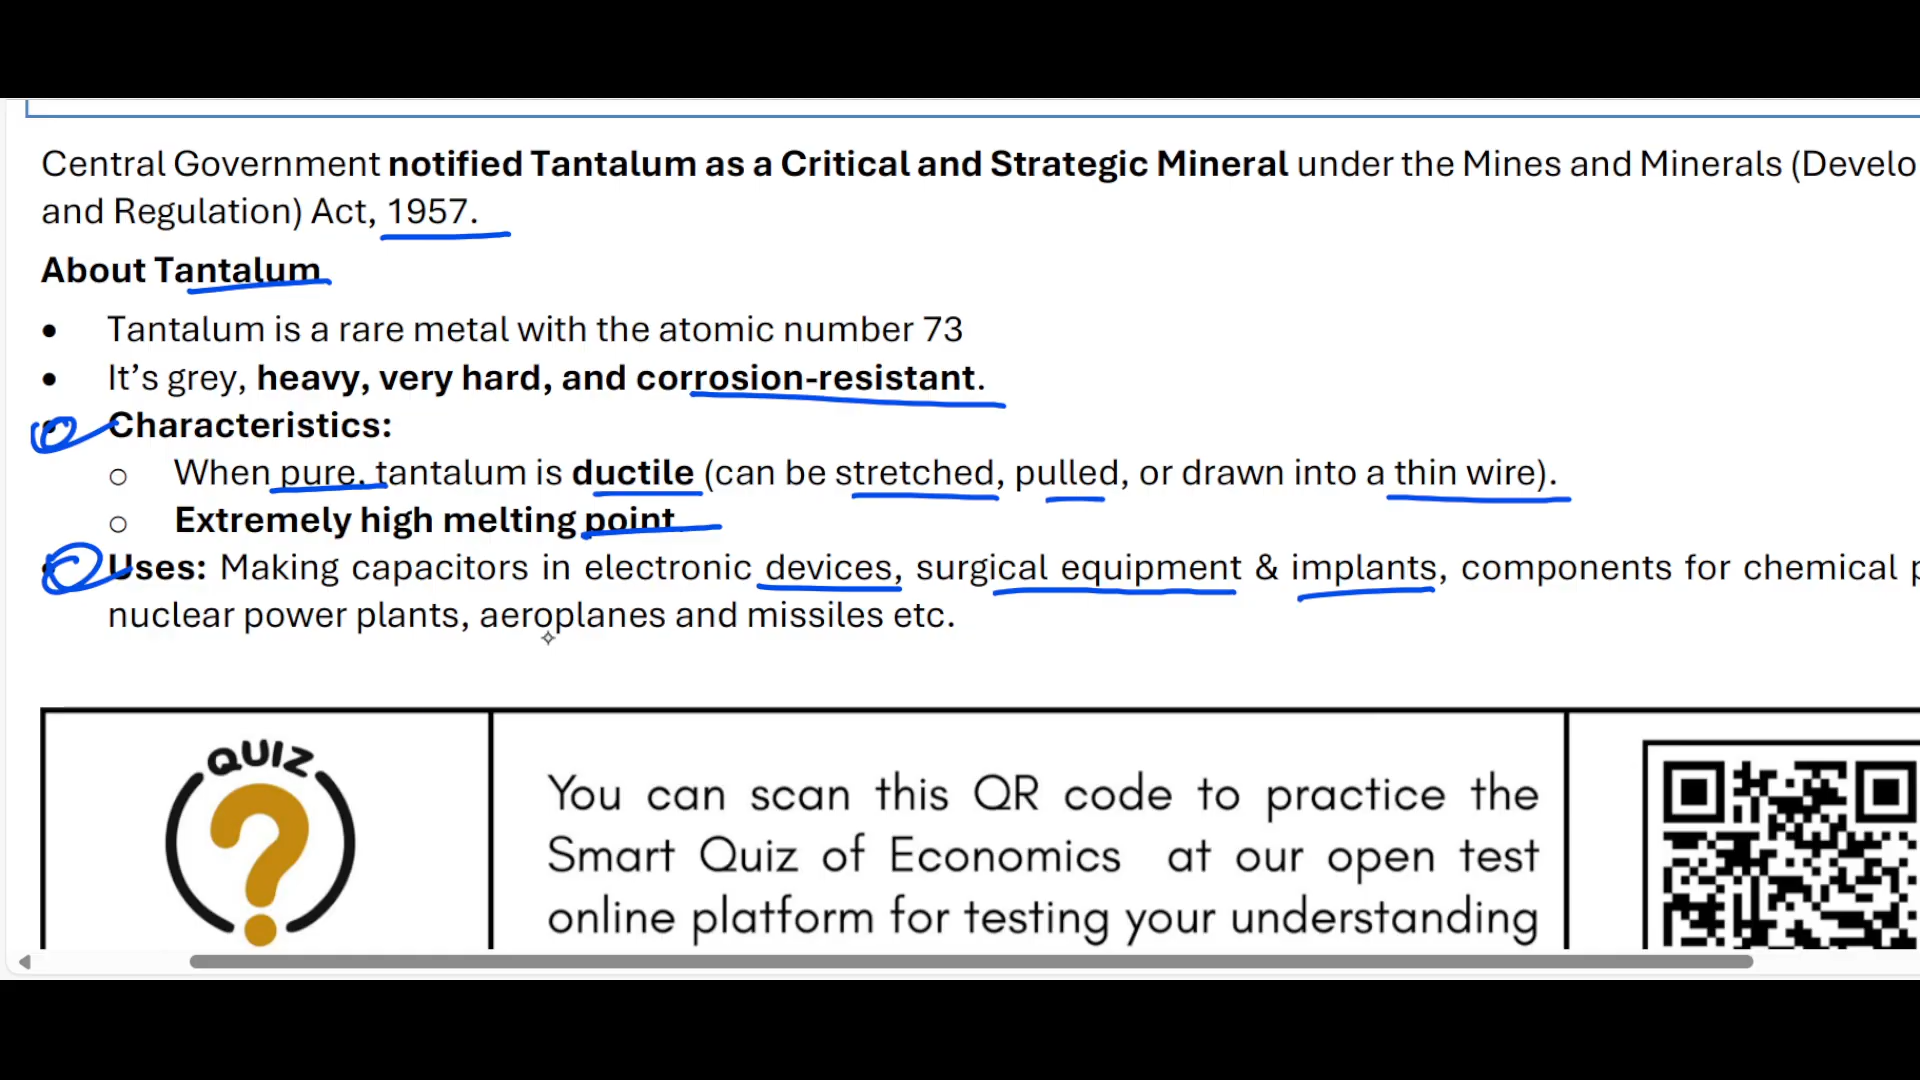 Central Government notified Tantalum as a Critical and Strategic Mineral under the Mines and Minerals (Develo
and Regulation) Act, 1957.
About Tantalum
• Tantalum is a rare metal with the atomic number 73
• It’s grey, heavy, very hard, and corrosion-resistant.
• Characteristics:
o When pure, tantalum is ductile (can be stretched, pulled, or drawn into a thin wire).
o Extremely high melting point
• Uses: Making capacitors in electronic devices, surgical equipment & implants, components for chemical p
nuclear power plants, aeroplanes and missiles etc.
QUIZ
You can scan this QR code to practice the
Smart Quiz of Economics at our open test
online platform for testing your understanding